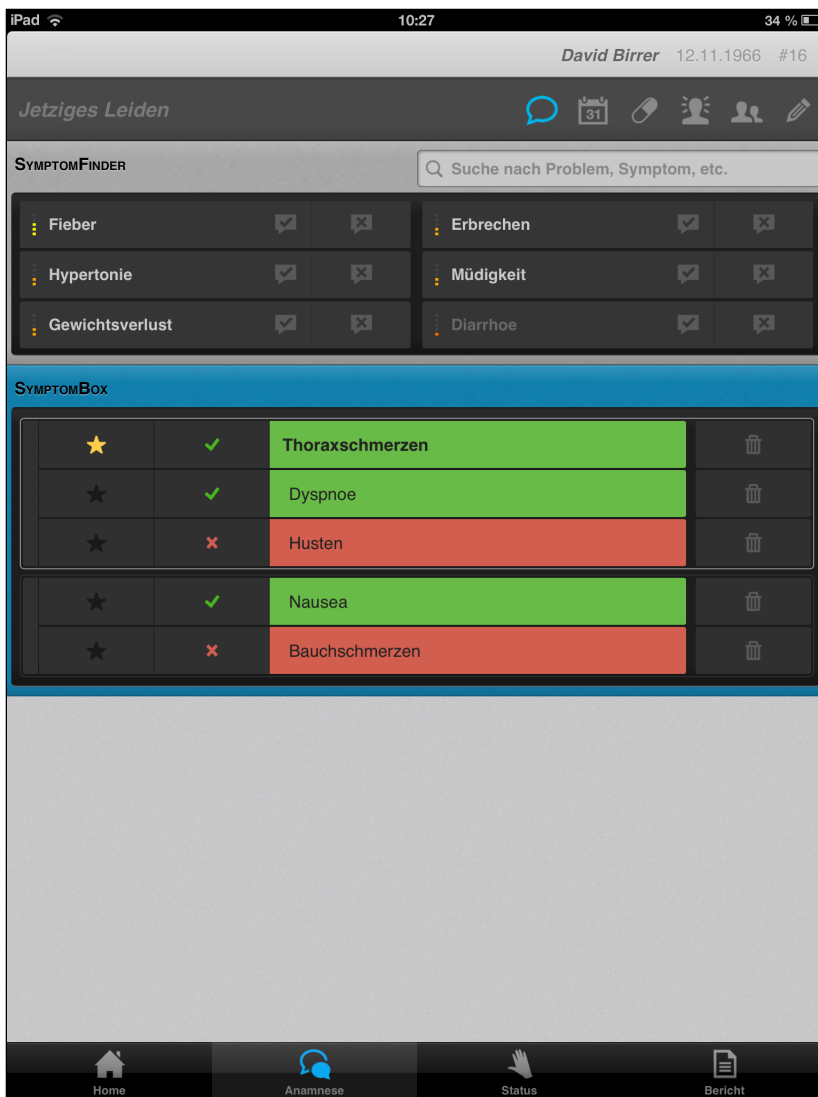 iPad 10:27 34 %
David Birrer 12.11.1966 #16
Jetziges Leiden 31
SymptomFinder Suche nach Problem, Symptom, etc.
Fieber Erbrechen
Hypertonie Müdigkeit
Gewichtsverlust Diarrhoe
SymptomBox
Thoraxschmerzen
Dyspnoe
Husten
Nausea
Bauchschmerzen
Home Anamnese Status Bericht